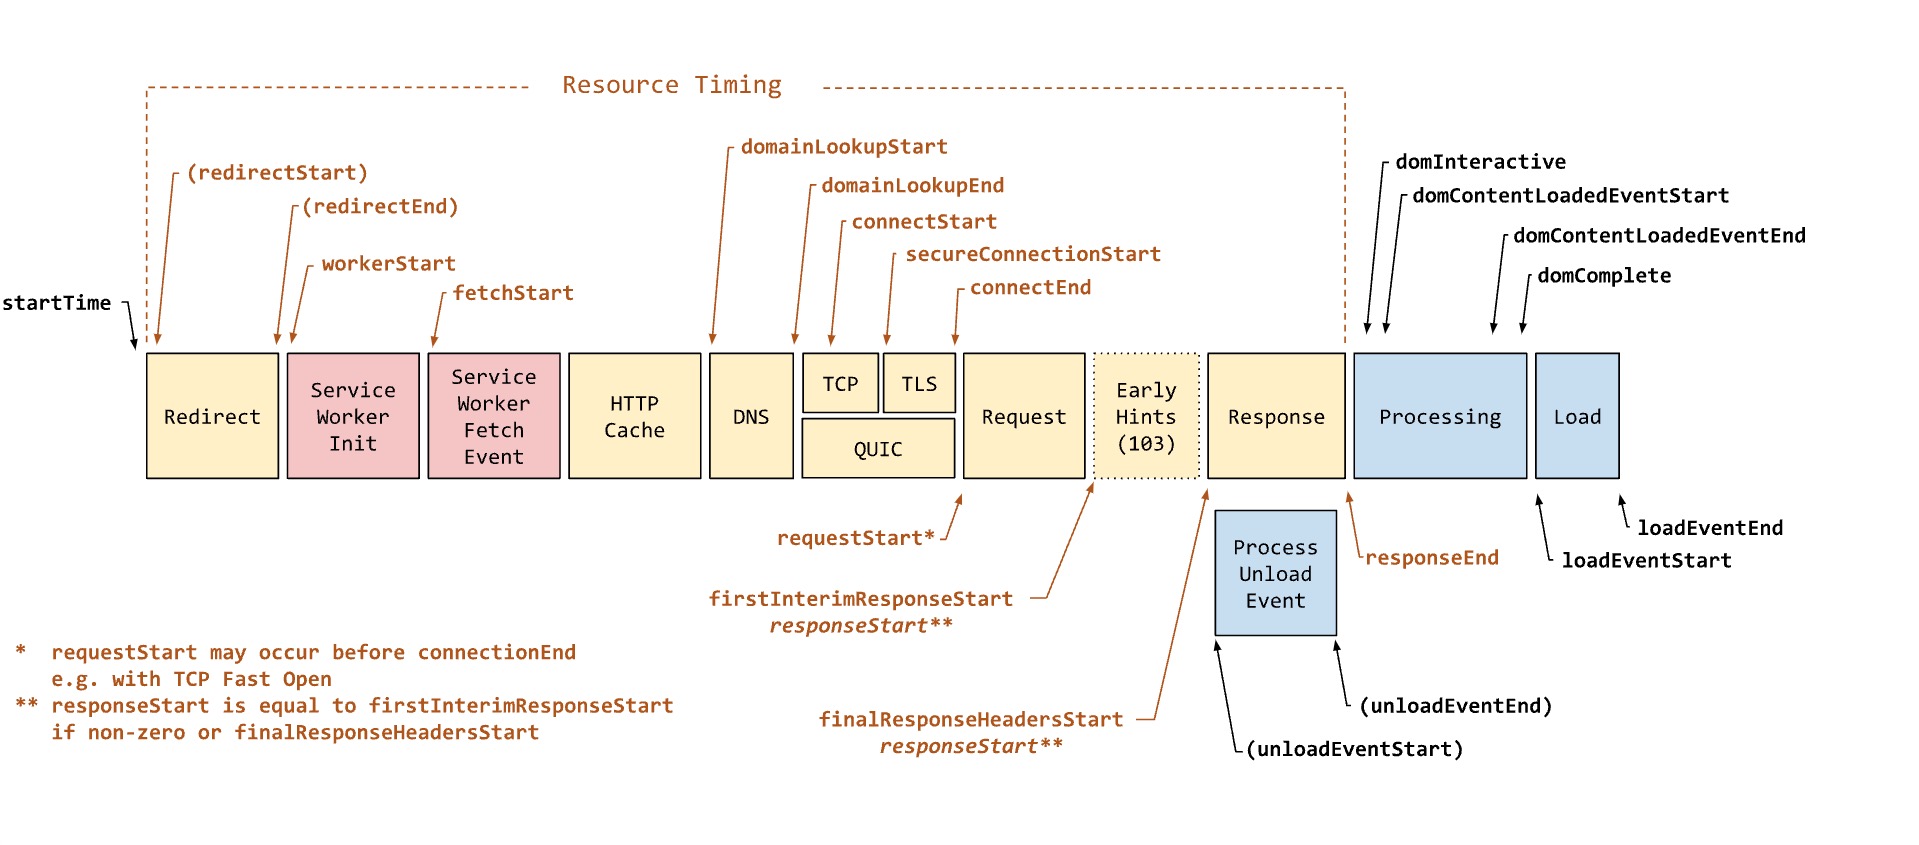 Resource Timing
domainLookupStart
domInteractive
(redirectStart)
domainLookupEnd
domContentLoadedEventStart
(redirectEnd)
connectStart
domContentLoadedEventEnd
secureConnectionStart
workerStart
domComplete
connectEnd
fetchStart
startTime
Redirect
Service
Worker
Init
Service
Worker
Fetch
Event
HTTP
Cache
DNS
TCP
TLS
QUIC
Request
Early
Hints
(103)
Response
Processing
Load
requestStart*
loadEventEnd
responseEnd
loadEventStart
Process
Unload
Event
firstInterimResponseStart
responseStart**
* requestStart may occur before connectionEnd
e.g. with TCP Fast Open
** responseStart is equal to firstInterimResponseStart
if non-zero or finalResponseHeadersStart
(unloadEventEnd)
finalResponseHeadersStart
responseStart**
(unloadEventStart)